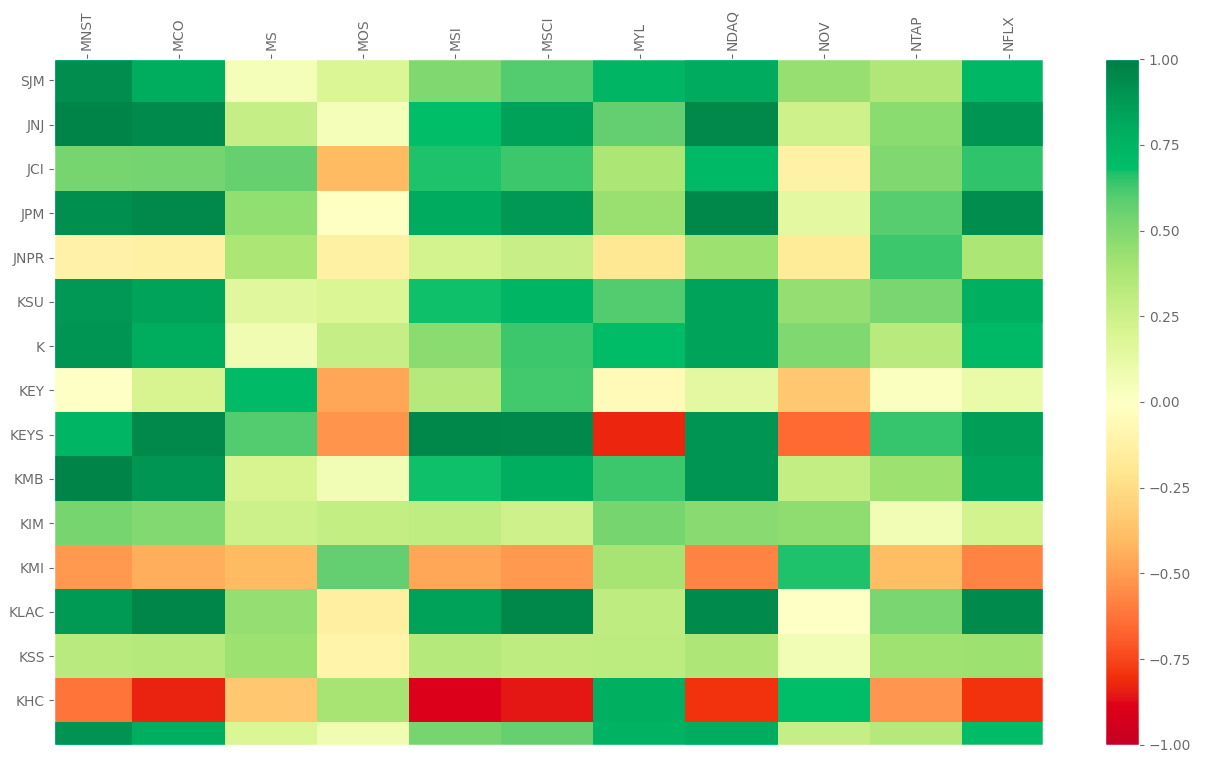 MNST MCO MS MOS MSI MSCI MYL NDAQ NOV NTAP NFLX
SJM
JNJ
JCI
JPM
JNPR
KSU
K
KEY
KEYS
KMB
KIM
KMI
KLAC
KSS
KHC
1.00
0.75
0.50
0.25
0.00
−0.25
−0.50
−0.75
−1.00